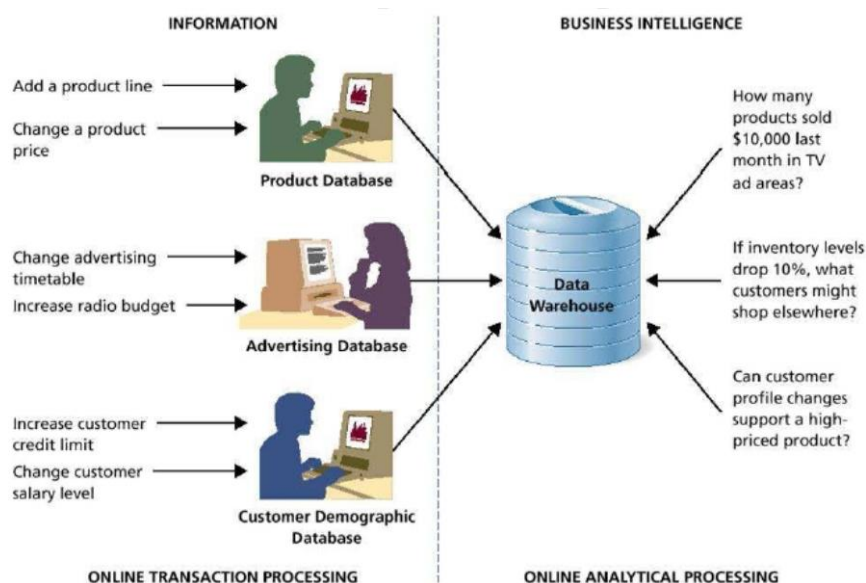 INFORMATION
BUSINESS INTELLIGENCE
Add a product line
Change a product
price
Product Database
Change advertising
timetable
Increase radio budget
Advertising Database
Increase customer
credit limit
Change customer
salary level
Customer Demographic
Database
Data
Warehouse
How many
products sold
$10,000 last
month in TV
ad areas?
If inventory levels
drop 10%, what
customers might
shop elsewhere?
Can customer
profile changes
support a high-
priced product?
ONLINE TRANSACTION PROCESSING
ONLINE ANALYTICAL PROCESSING